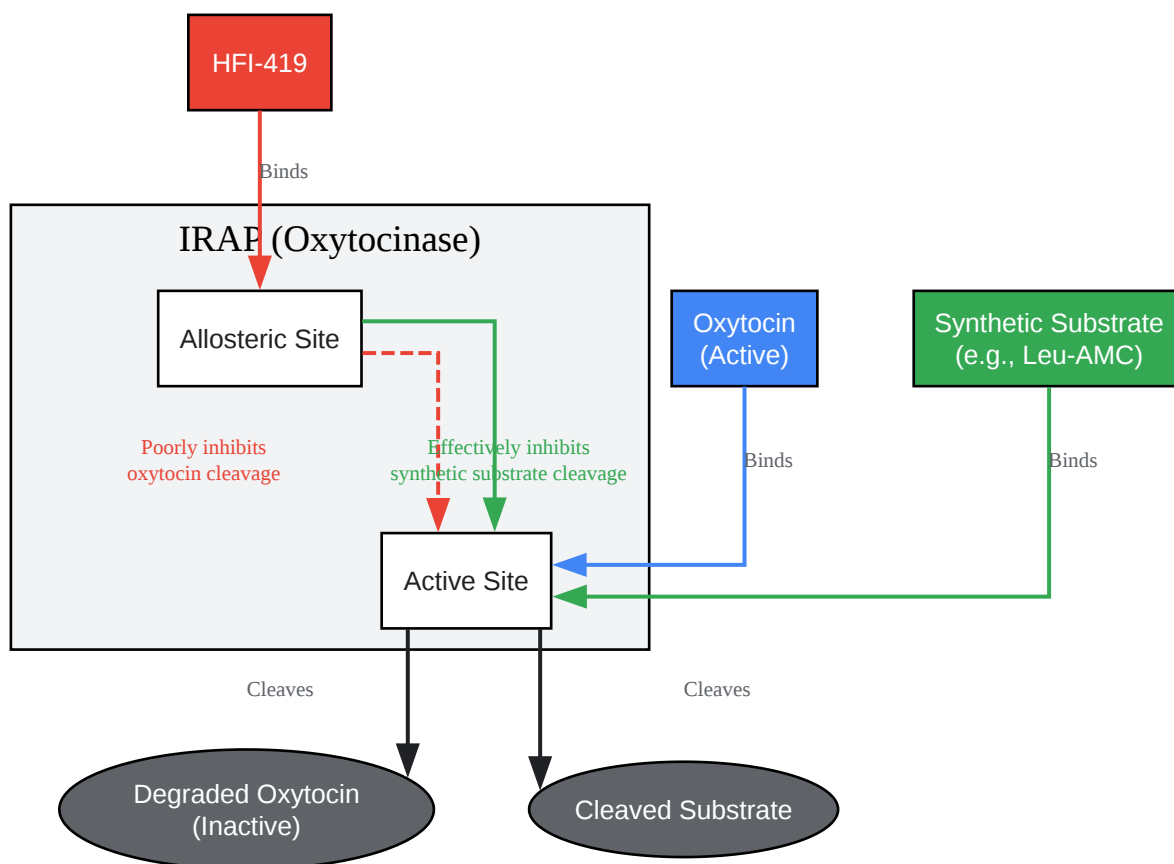 HFI-419
Binds
IRAP (Oxytocinase)
Allosteric Site
Oxytocin
(Active)
Synthetic Substrate
(e.g., Leu-AMC)
Poorly inhibits
oxytocin cleavage
Effectively inhibits
synthetic substrate cleavage
Binds
Binds
Active Site
Cleaves
Cleaves
Degraded Oxytocin
(Inactive)
Cleaved Substrate